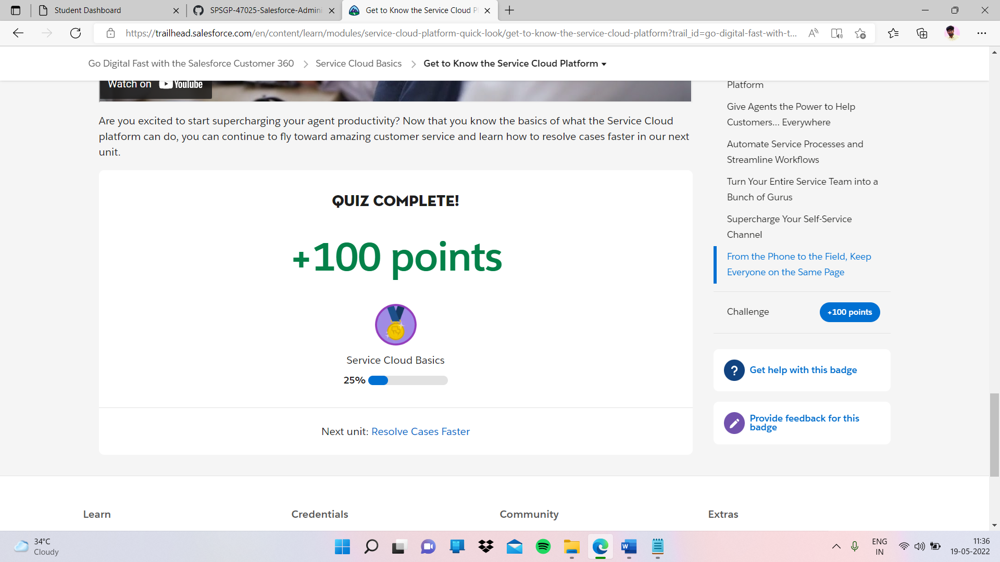 Student Dashboard
SPSGP-47025-Salesforce-Admini
Get to Know the Service Cloud P
https://trailhead.salesforce.com/en/content/learn/modules/service-cloud-platform-quick-look/get-to-know-the-service-cloud-platform?trail_id=go-digital-fast-with-t...
Go Digital Fast with the Salesforce Customer 360
Service Cloud Basics
Get to Know the Service Cloud Platform
Watch on YouTube
Are you excited to start supercharging your agent productivity? Now that you know the basics of what the Service Cloud
platform can do, you can continue to fly toward amazing customer service and learn how to resolve cases faster in our next
unit.
QUIZ COMPLETE!
+100 points
Service Cloud Basics
25%
Next unit: Resolve Cases Faster
Platform
Give Agents the Power to Help
Customers... Everywhere
Automate Service Processes and
Streamline Workflows
Turn Your Entire Service Team into a
Bunch of Gurus
Supercharge Your Self-Service
Channel
From the Phone to the Field, Keep
Everyone on the Same Page
Challenge
+100 points
Get help with this badge
Provide feedback for this
badge
Learn
Credentials
Community
Extras
34°C
Cloudy
ENG
IN
11:36
19-05-2022